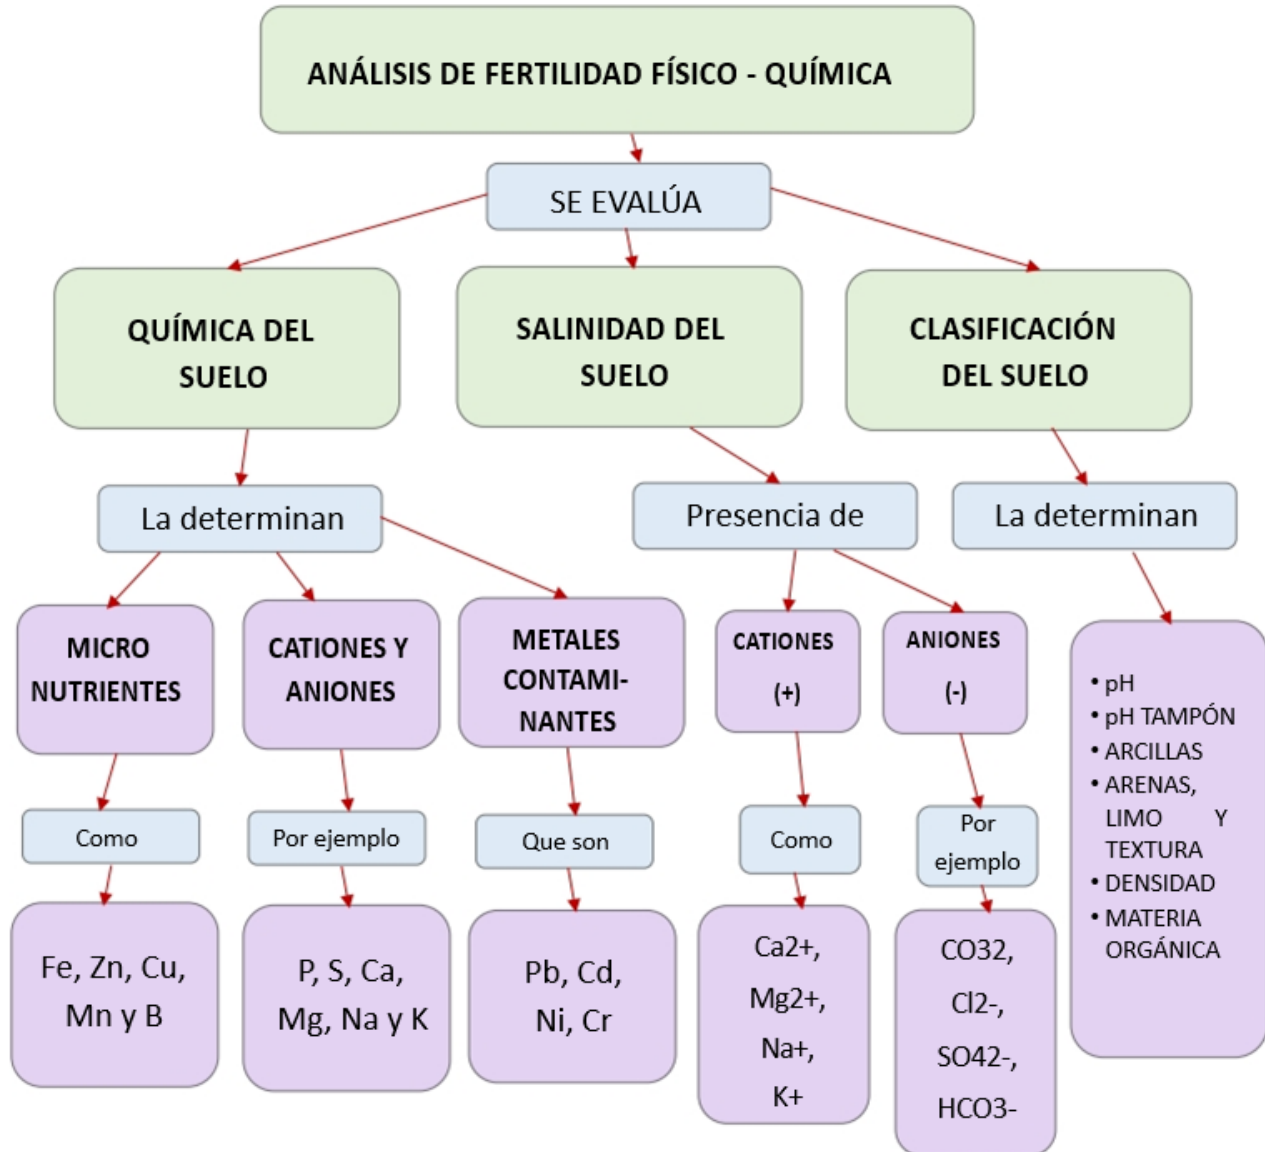 ANÁLISIS DE FERTILIDAD FÍSICO - QUÍMICA
SE EVALÚA
QUÍMICA DEL
SUELO
SALINIDAD DEL
SUELO
CLASIFICACIÓN
DEL SUELO
La determinan
Presencia de
La determinan
MICRO
NUTRIENTES
CATIONES Y
ANIONES
METALES
CONTAMI-
NANTES
CATIONES
(+)
ANIONES
(-)
• pH
• pH TAMPÓN
• ARCILLAS
• ARENAS,
LIMO Y
TEXTURA
• DENSIDAD
• MATERIA
ORGÁNICA
Como
Por ejemplo
Que son
Como
Por
ejemplo
Fe, Zn, Cu,
Mn y B
P, S, Ca,
Mg, Na y K
Pb, Cd,
Ni, Cr
Ca2+,
Mg2+,
Na+,
K+
CO32,
Cl2-,
SO42-,
HCO3-